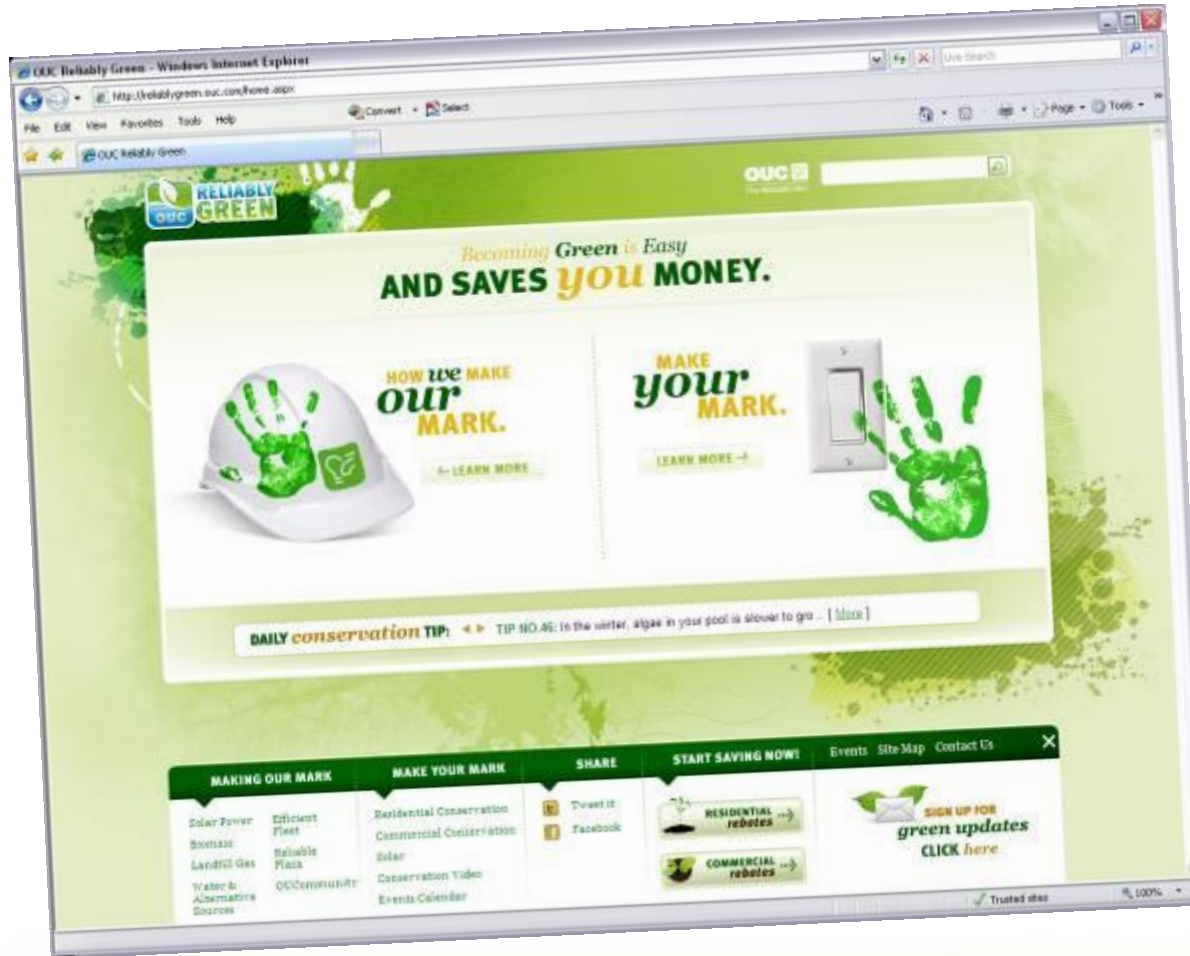 OUC Reliably Green - Windows Internet Explorer
http://reliablygreen.ouc.com/home.aspx
Live Search
File Edit View Favorites Tools Help
Convert Select
OUC Reliably Green
Page Tools
OUC
RELIABLY
GREEN
OUC
Becoming Green is Easy
AND SAVES you MONEY.
HOW we MAKE
our
MARK.
LEARN MORE
MAKE
your
MARK.
LEARN MORE
DAILY conservation TIP: TIP NO.46: In the winter, algae in your pool is slower to gro ... [ More ]
MAKING OUR MARK
Solar Power
Biomass
Landfill Gas
Water &
Alternative
Sources
Efficient
Fleet
Reliable
Plaza
OUCommunity
MAKE YOUR MARK
Residential Conservation
Commercial Conservation
Solar
Conservation Video
Events Calendar
SHARE
Tweet it
Facebook
START SAVING NOW!
RESIDENTIAL
rebates
COMMERCIAL
rebates
Events Site Map Contact Us
SIGN UP FOR
green updates
CLICK here
Trusted sites
100%